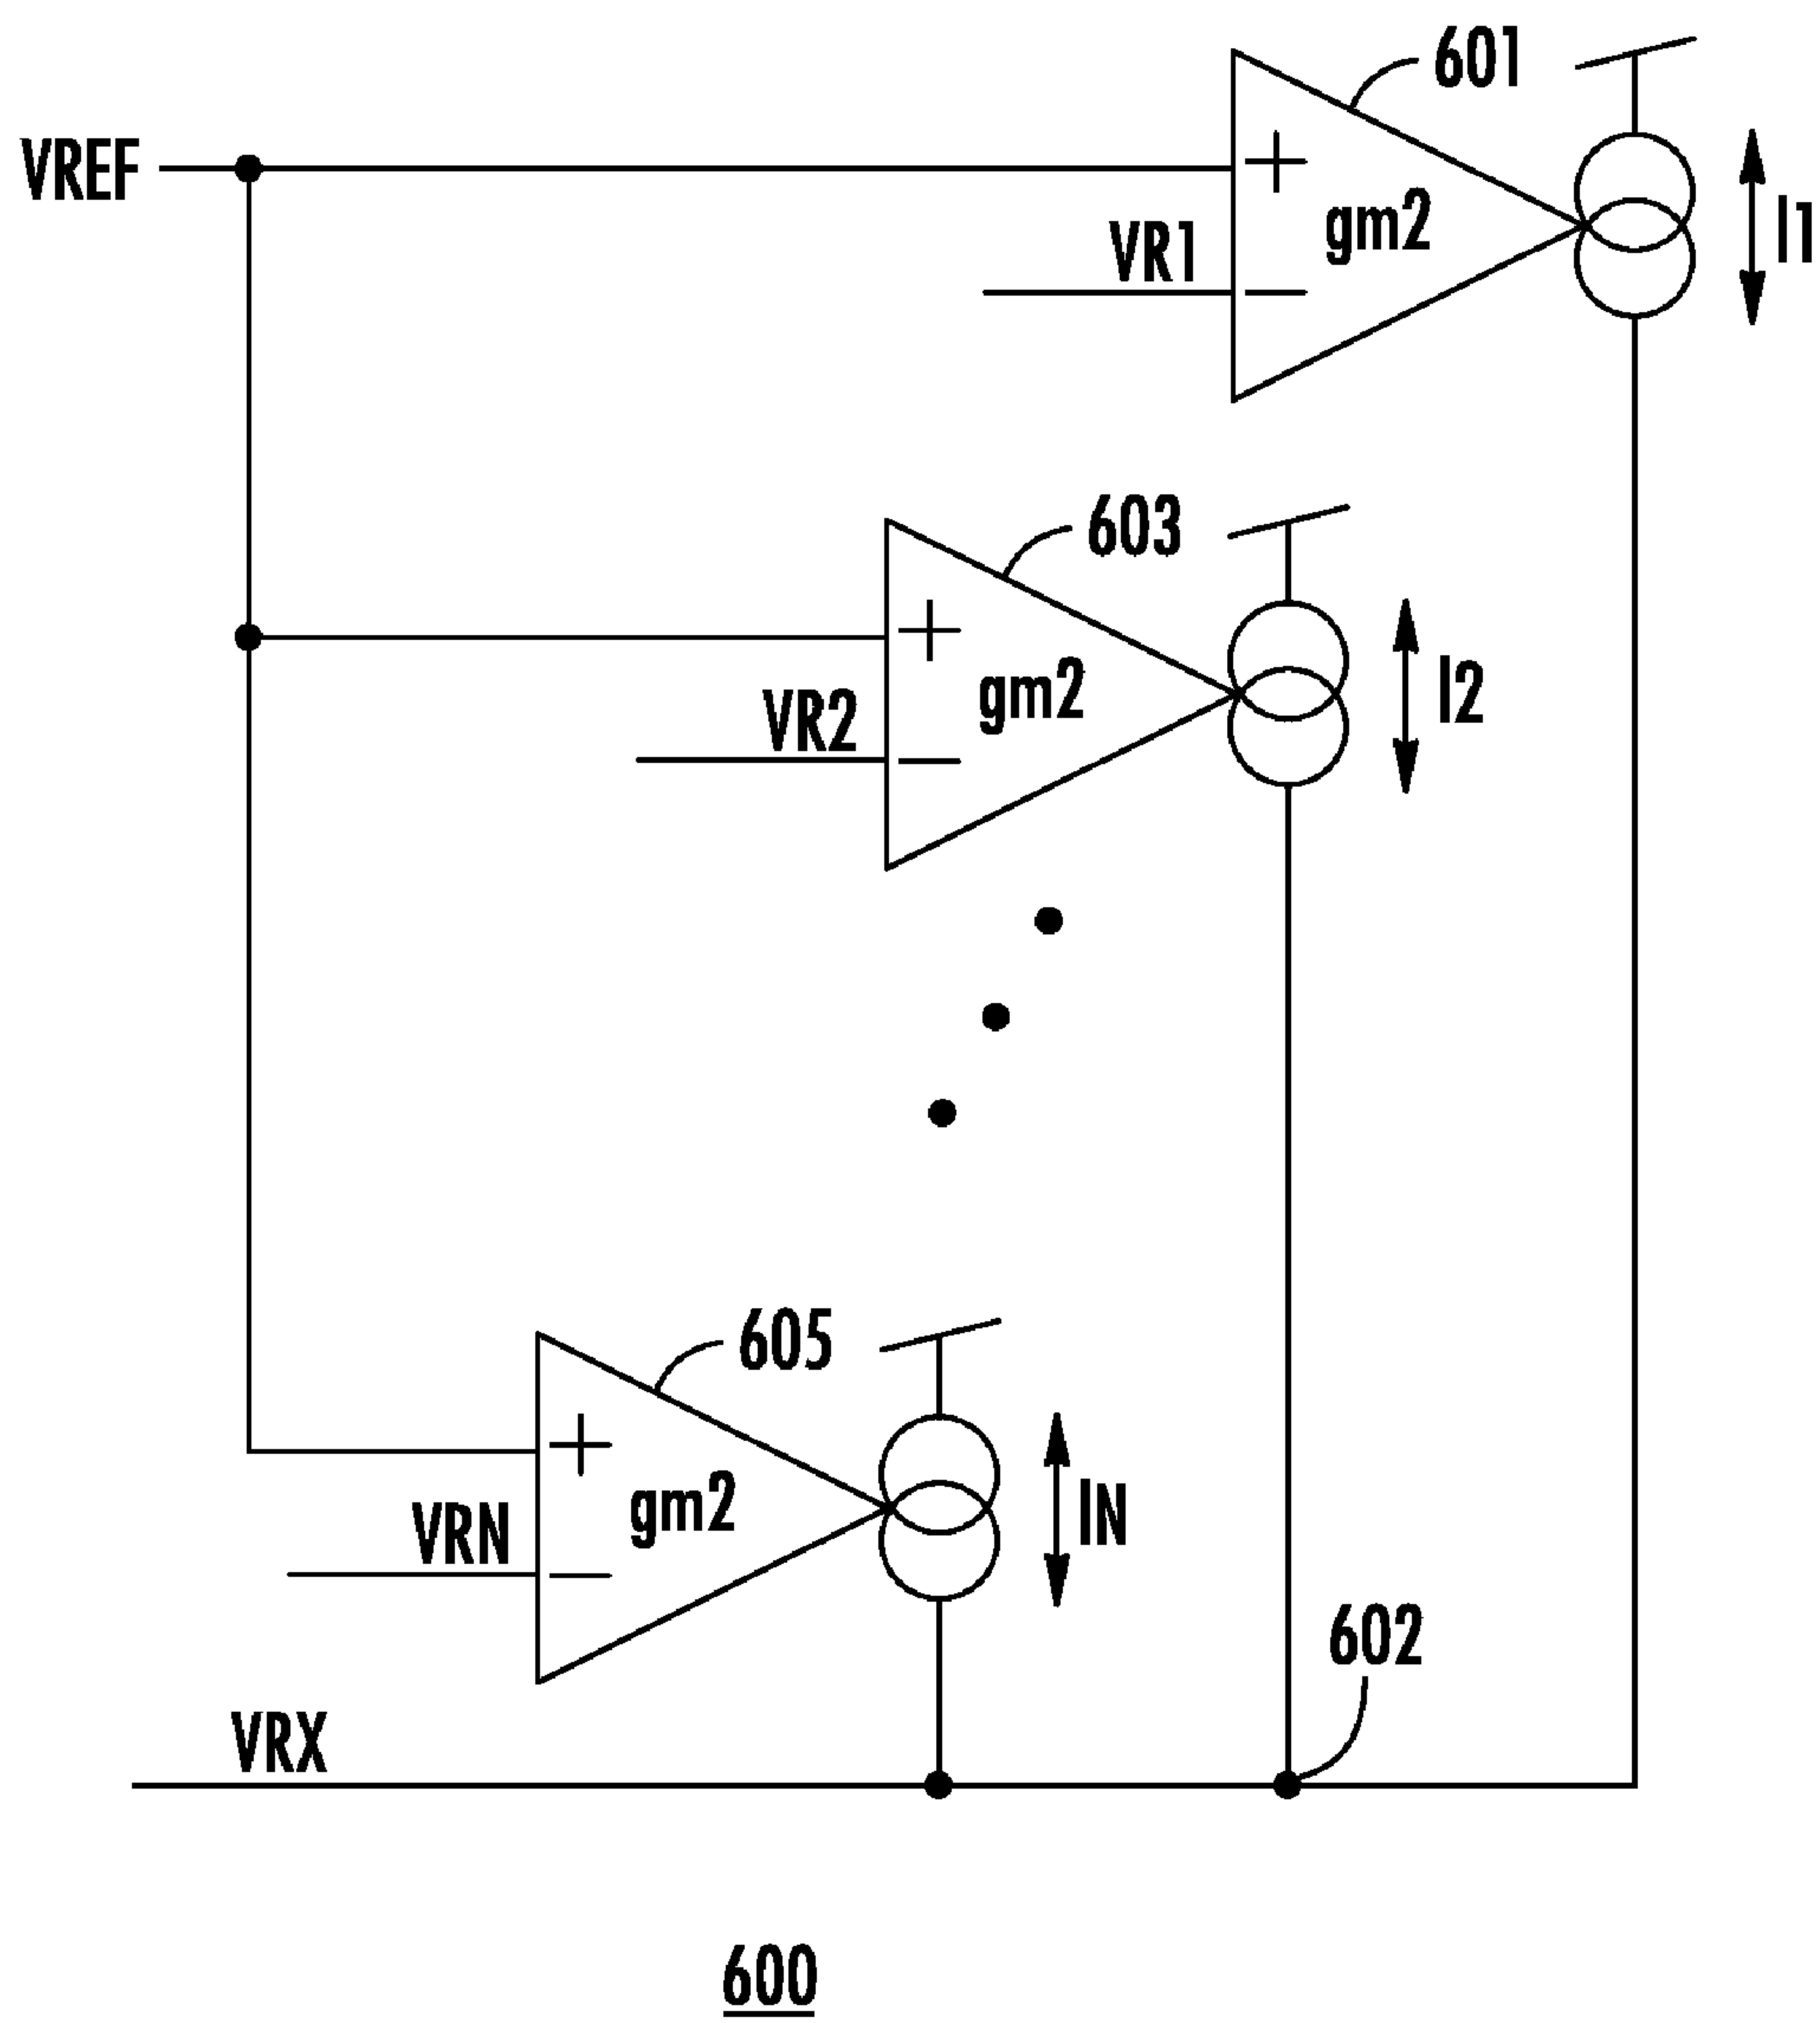 601
VREF
+
gm2
I1
VR1
−
603
+
gm2
I2
VR2
−
605
+
gm2
IN
VRN
−
602
VRX
600